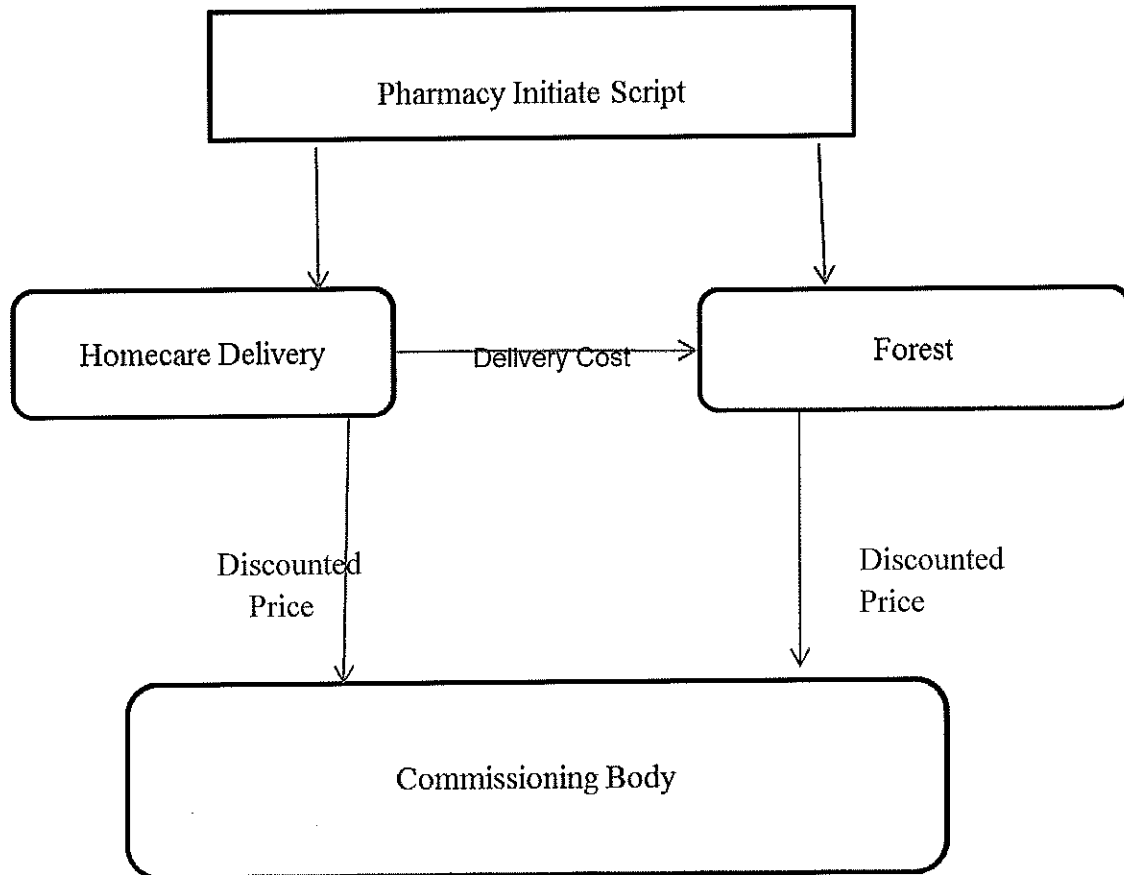 Pharmacy Initiate Script
Homecare Delivery
Delivery Cost
Forest
Discounted
Price
Discounted
Price
Commissioning Body